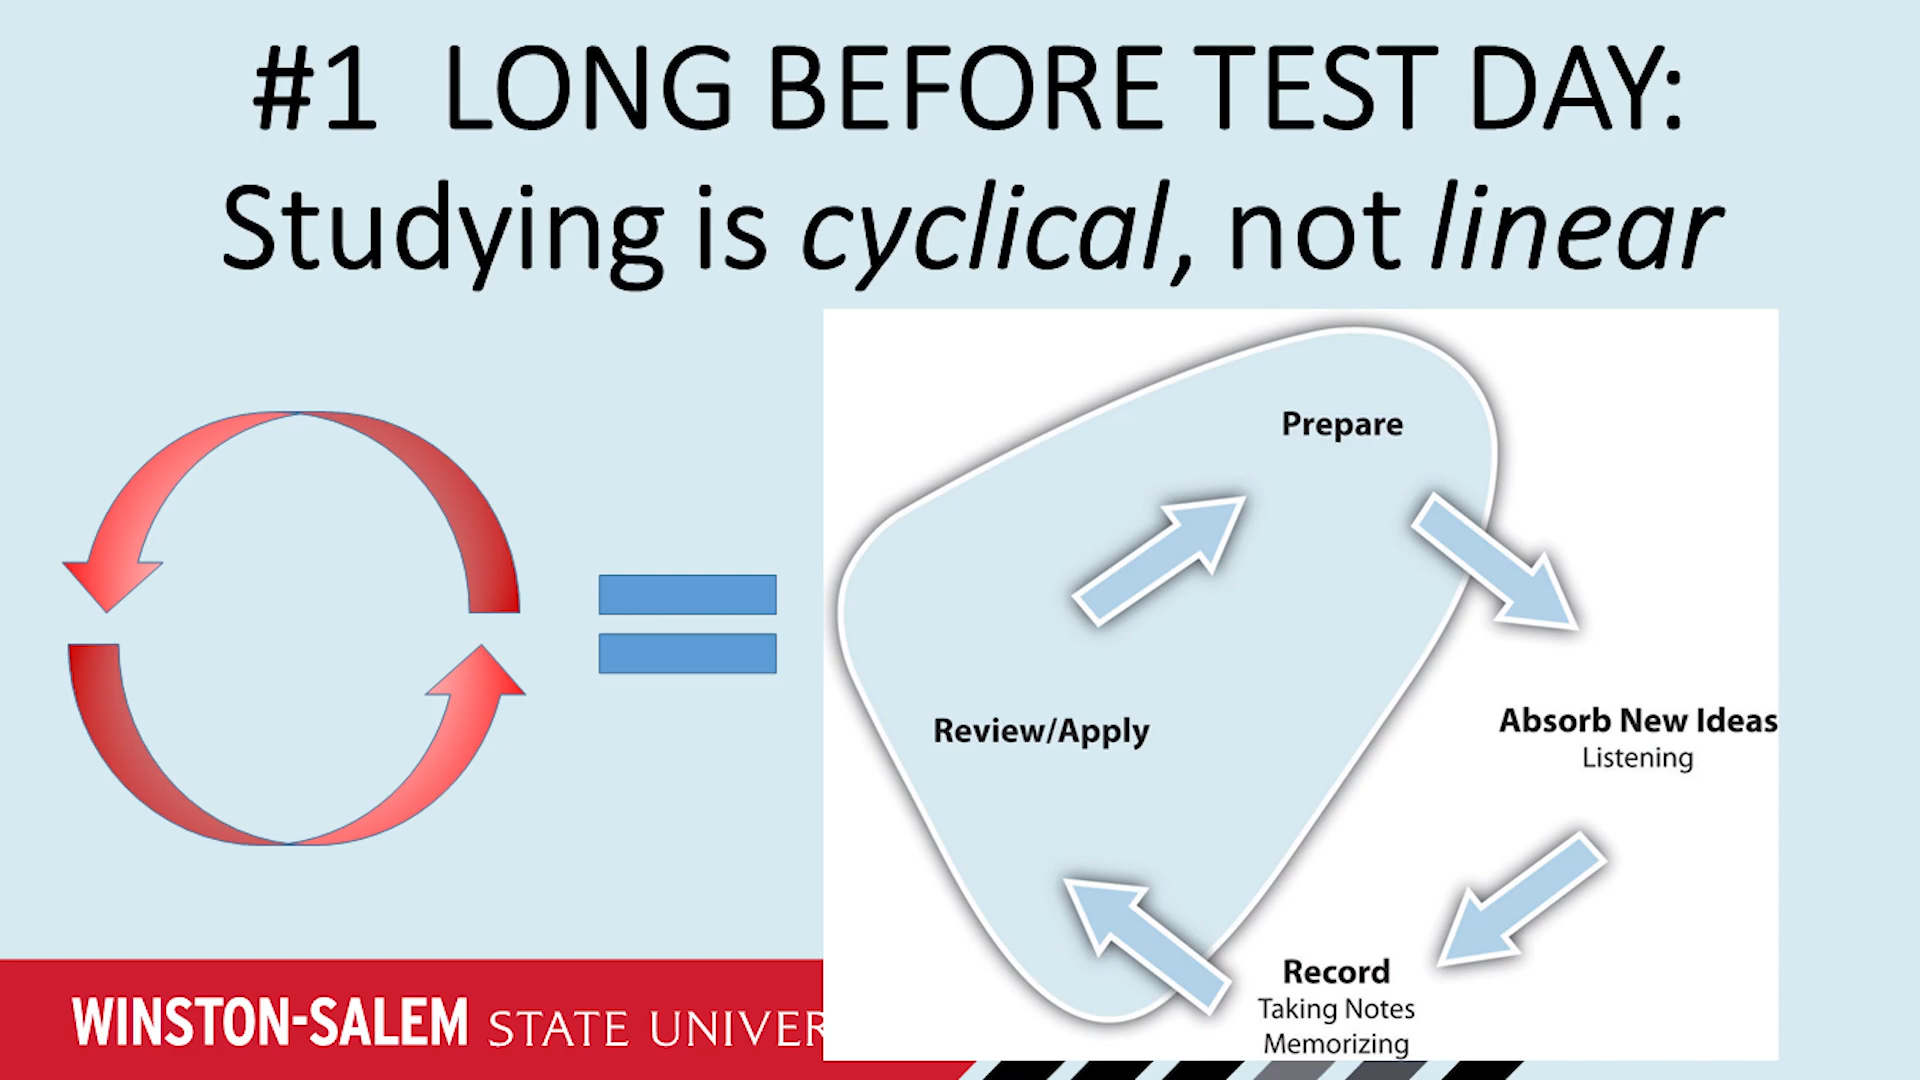 #1 LONG BEFORE TEST DAY:
Studying is cyclical, not linear
Prepare
Absorb New Ideas
Listening
Record
Taking Notes
Memorizing
Review/Apply
WINSTON-SALEM STATE UNIVER